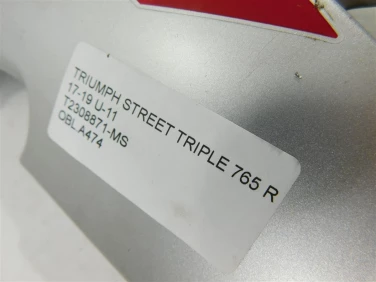 TRIUMPH STREET TRIPLE 765 R
17-19 U-11
T2308871-MS
OBL A474